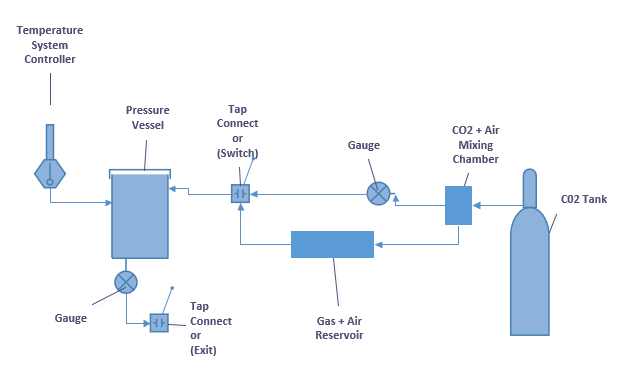 Temperature
System
Controller
Pressure
Vessel
Tap
Connect
or
(Switch)
Gauge
CO2 + Air
Mixing
Chamber
C02 Tank
Gauge
Tap
Connect
or
(Exit)
Gas + Air
Reservoir